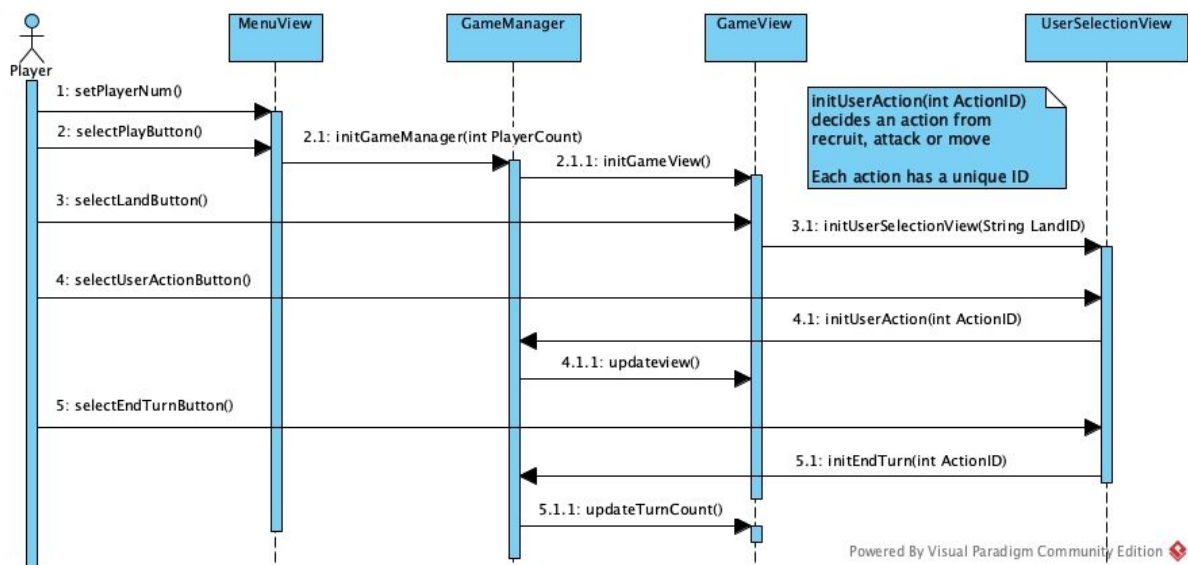 MenuView
GameManager
GameView
UserSelectionView
Player
1: setPlayerNum()
2: selectPlayButton()
2.1: initGameManager(int PlayerCount)
2.1.1: initGameView()
initUserAction(int ActionID)
decides an action from
recruit, attack or move
Each action has a unique ID
3: selectLandButton()
3.1: initUserSelectionView(String LandID)
4: selectUserActionButton()
4.1: initUserAction(int ActionID)
4.1.1: updateview()
5: selectEndTurnButton()
5.1: initEndTurn(int ActionID)
5.1.1: updateTurnCount()
Powered By Visual Paradigm Community Edition